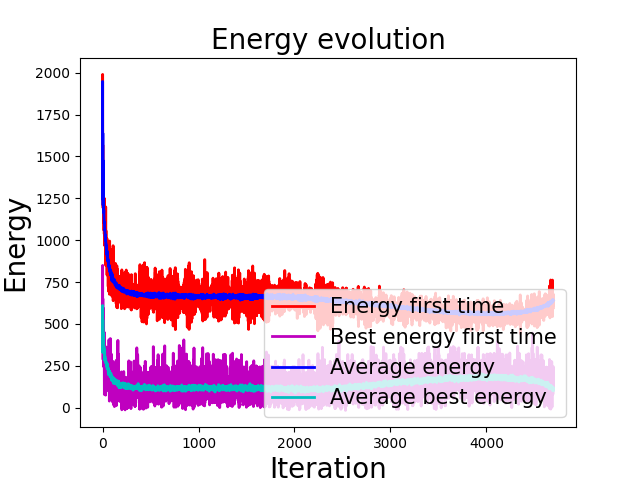 Energy evolution
Energy
2000
1750
1500
1250
1000
750
500
250
0
Energy first time
Best energy first time
Average energy
Average best energy
0 1000 2000 3000 4000
Iteration